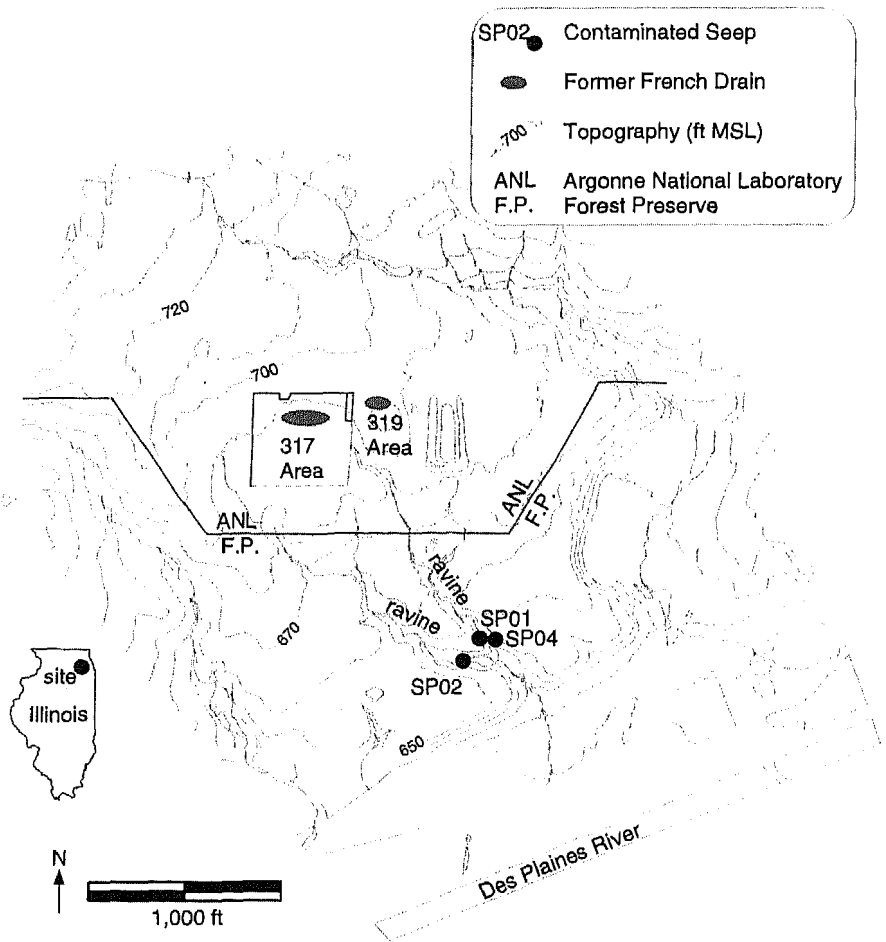 SP02 Contaminated Seep
Former French Drain
700 Topography (ft MSL)
ANL Argonne National Laboratory
F.P. Forest Preserve
720
700
317
Area
319
Area
ANL
F.P.
ANL
F.P.
ravine
ravine
SP01
SP04
670
SP02
site
Illinois
650
Des Plaines River
N
1,000 ft